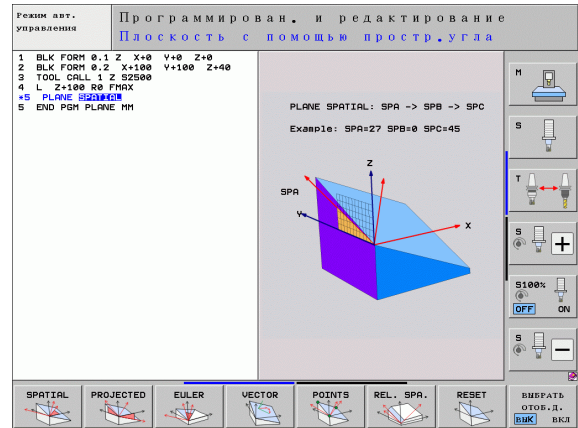 Режим авт.
управления
Программирован. и редактирование
Плоскость с помощью простр.угла
1 BLK FORM 0.1 Z X+0 Y+0 Z+0
2 BLK FORM 0.2 X+100 Y+100 Z+40
3 TOOL CALL 1 Z S2500
4 L Z+100 R0 FMAX
*5 PLANE SPATIAL
5 END PGM PLANE MM
PLANE SPATIAL: SPA -> SPB -> SPC
Example: SPA=27 SPB=0 SPC=45
Z
SPA
Y
X
M
S
T
S
+
S100%
OFF ON
S
–
SPATIAL
PROJECTED
EULER
VECTOR
POINTS
REL. SPA.
RESET
ВЫБРАТЬ
ОТОБ.Д.
ВЫК ВКЛ